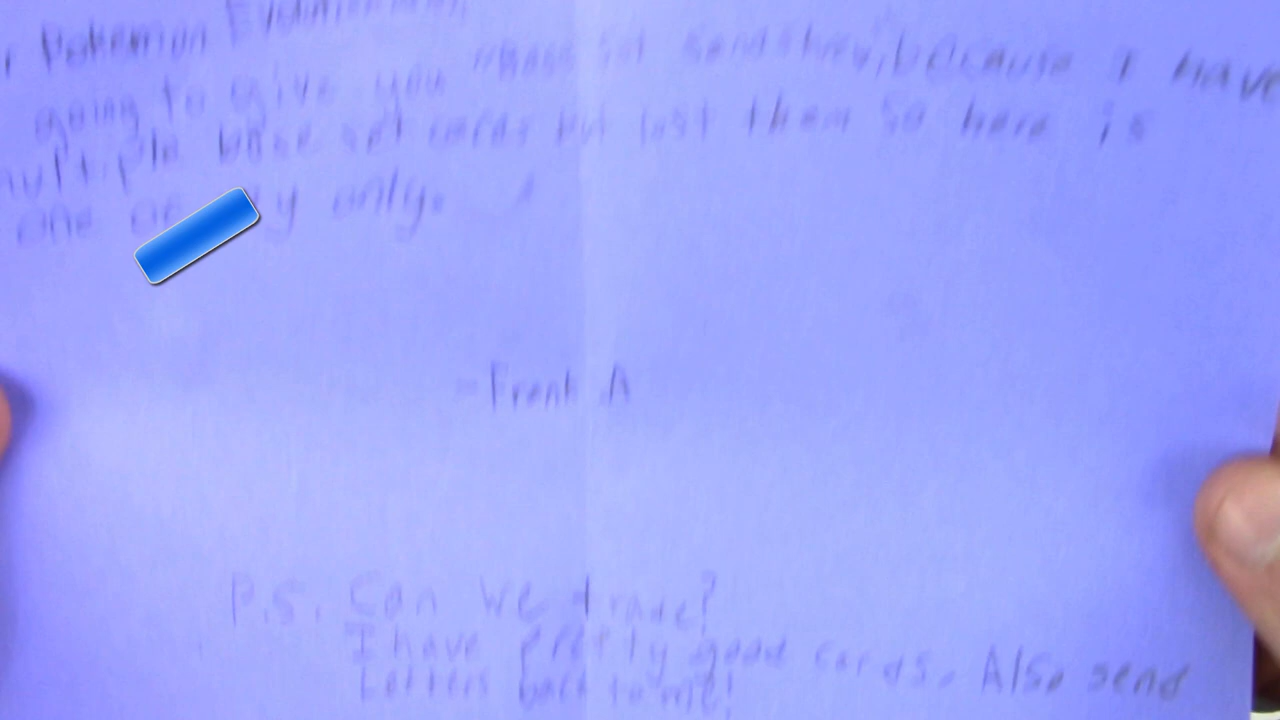 Pokemon Evolutions,
going to give you base set sandshrew, because I have
multiple base set cards but lost them so here is
one only.
-Frank A
P.S. Can we trade?
I have pretty good cards. Also send
Letters back to me!